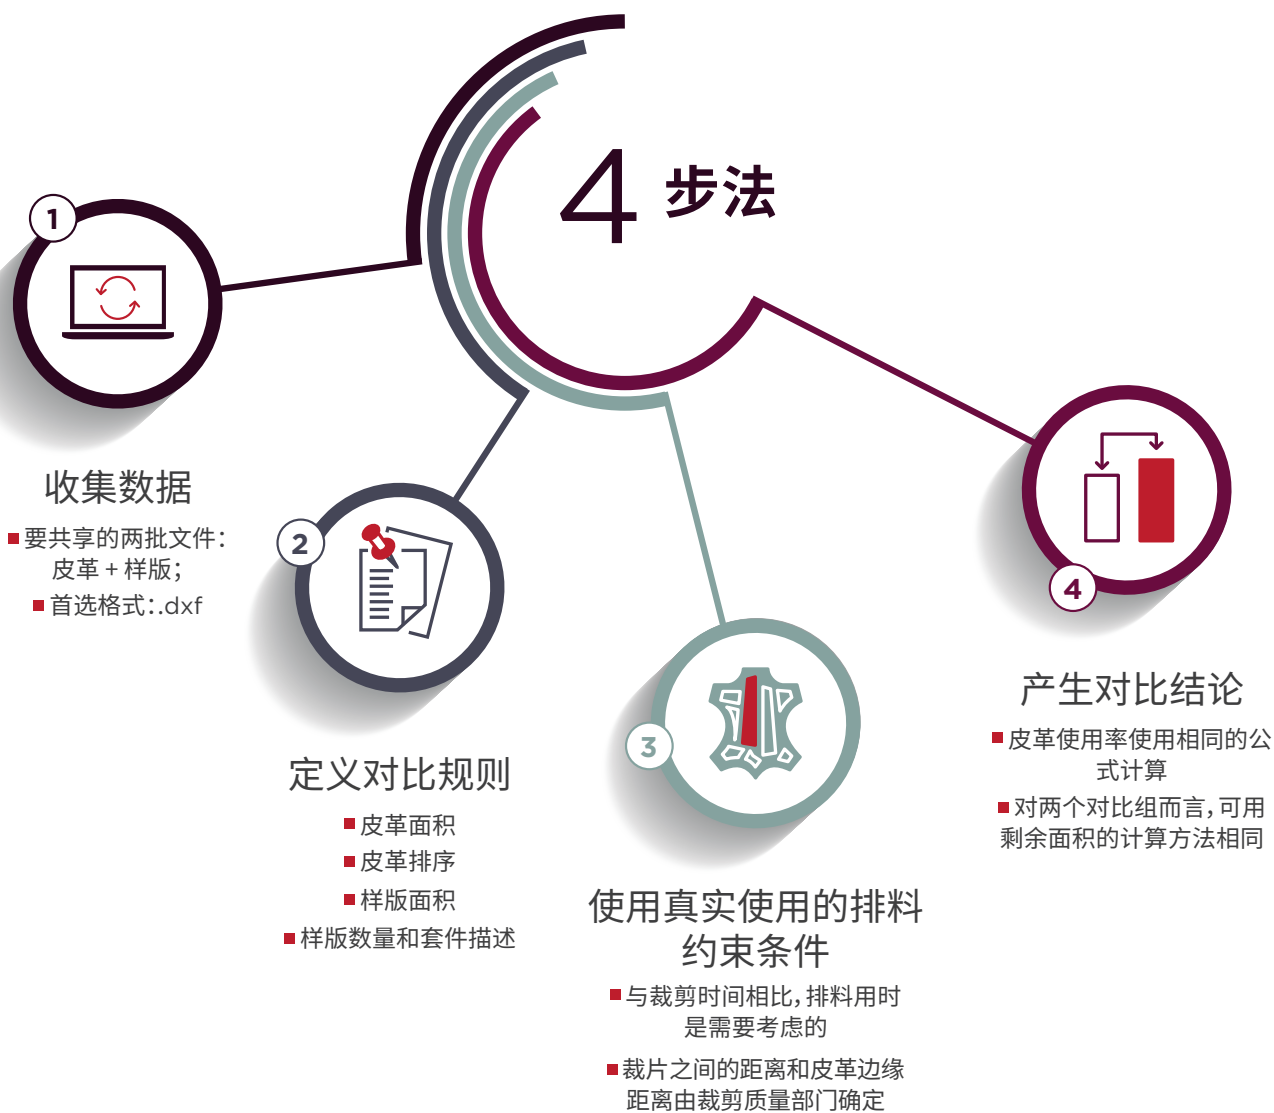 4 步法
1
收集数据
要共享的两批文件：
皮革 + 样版；
首选格式：.dxf
2
定义对比规则
皮革面积
皮革排序
样版面积
样版数量和套件描述
3
使用真实使用的排料
约束条件
与裁剪时间相比，排料用时
是需要考虑的
裁片之间的距离和皮革边缘
距离由裁剪质量部门确定
4
产生对比结论
皮革使用率使用相同的公
式计算
对两个对比组而言，可用
剩余面积的计算方法相同